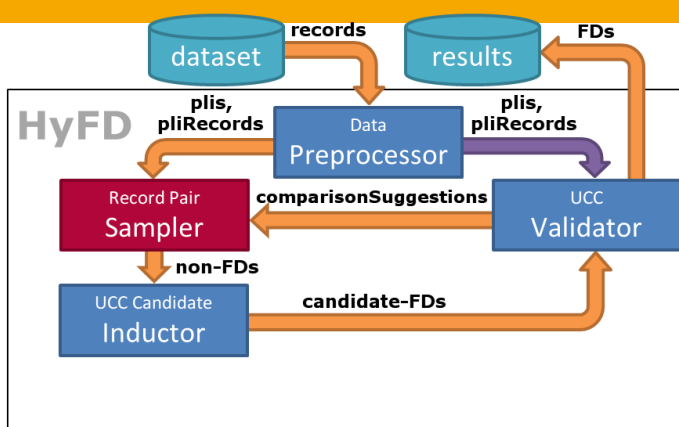 records
FDs
dataset
results
HyFD
plis,
pliRecords
Data
Preprocessor
plis,
pliRecords
Record Pair
Sampler
comparisonSuggestions
UCC
Validator
non-FDs
UCC Candidate
Inductor
candidate-FDs